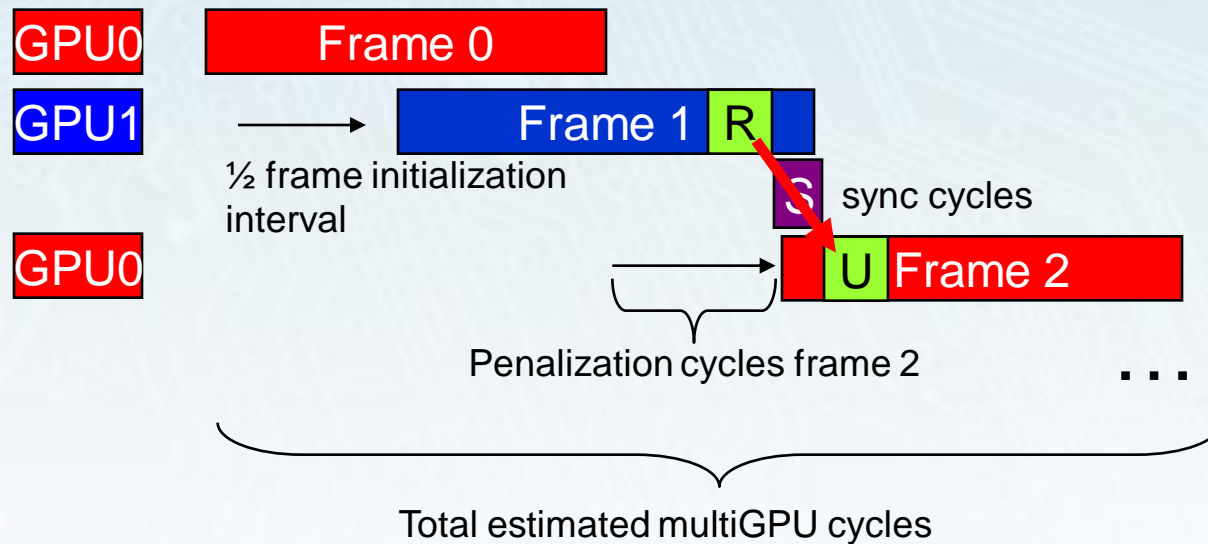 GPU0 Frame 0
GPU1 Frame 1 R
½ frame initialization
interval
S sync cycles
GPU0 U Frame 2
Penalization cycles frame 2
...
Total estimated multiGPU cycles